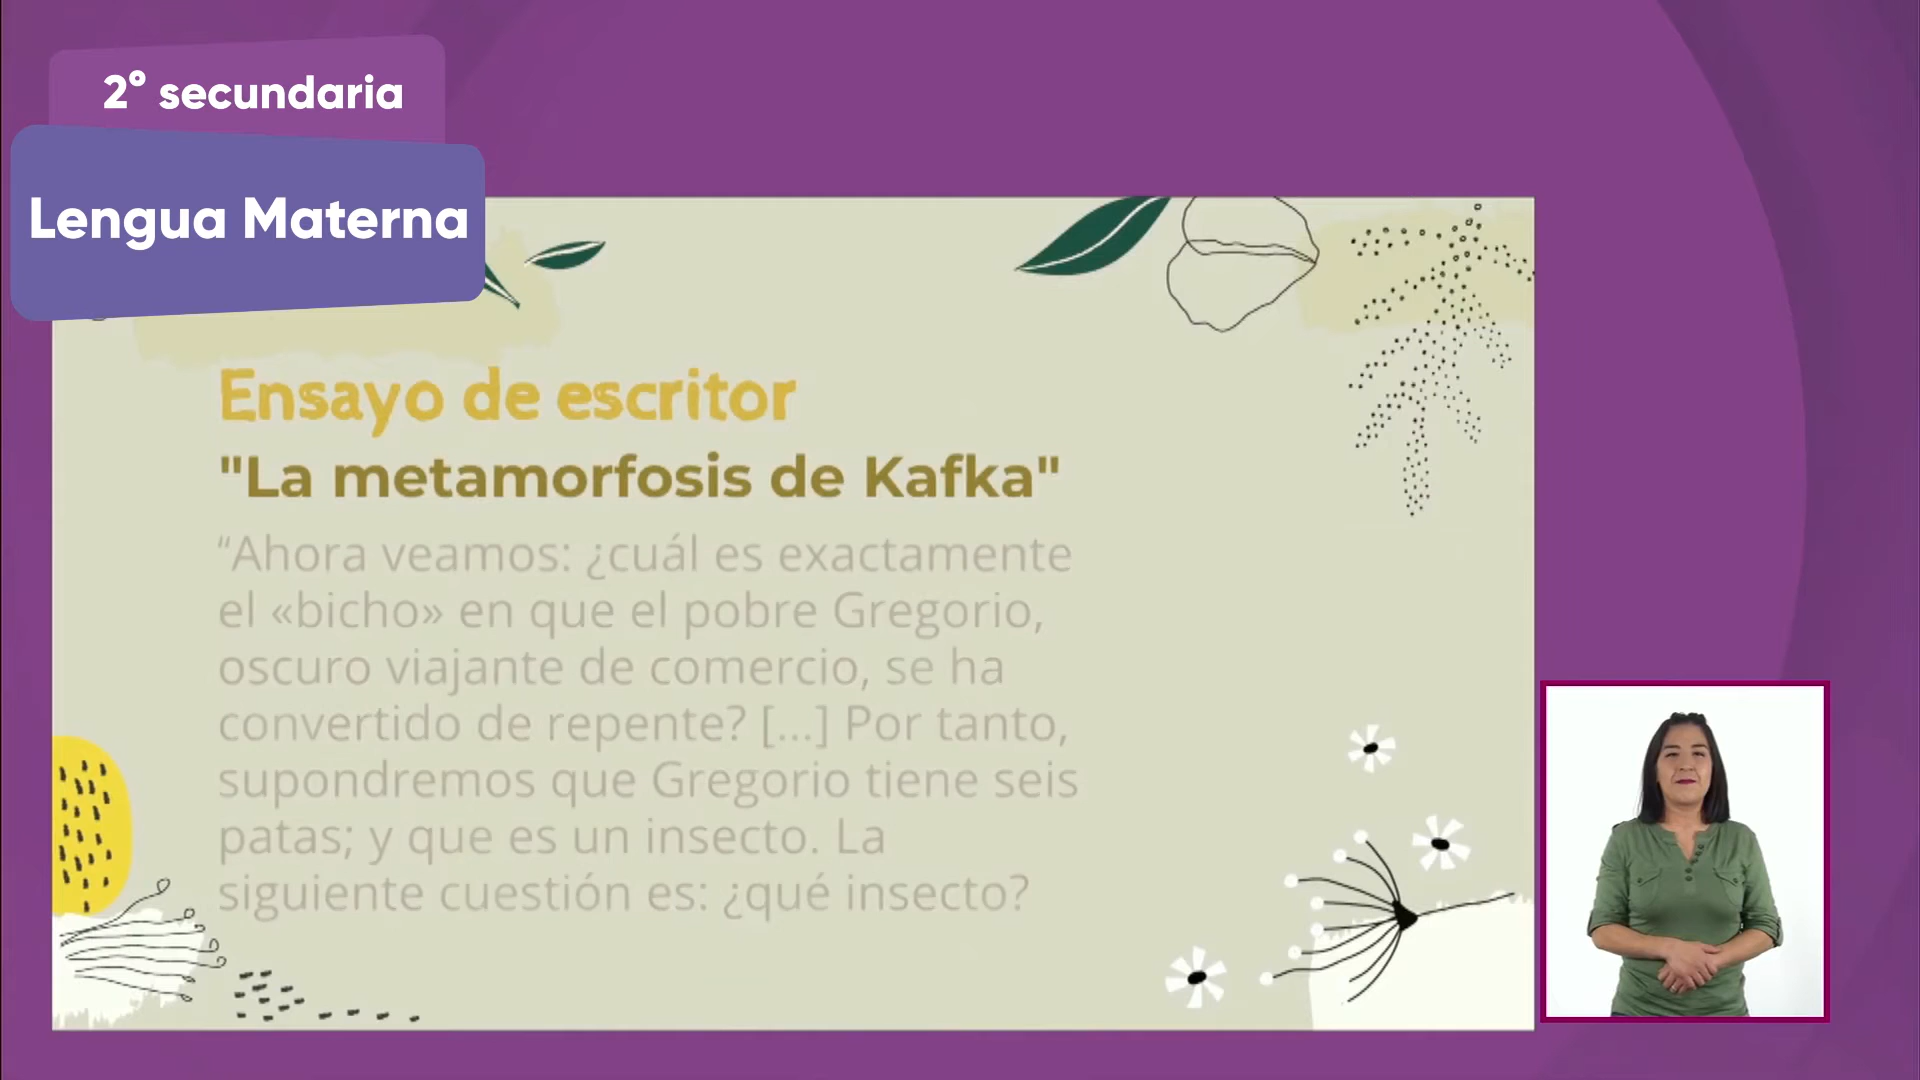 2° secundaria
Lengua Materna
Ensayo de escritor
"La metamorfosis de Kafka"
“Ahora veamos: ¿cuál es exactamente
el «bicho» en que el pobre Gregorio,
oscuro viajante de comercio, se ha
convertido de repente? [...] Por tanto,
supondremos que Gregorio tiene seis
patas; y que es un insecto. La
siguiente cuestión es: ¿qué insecto?